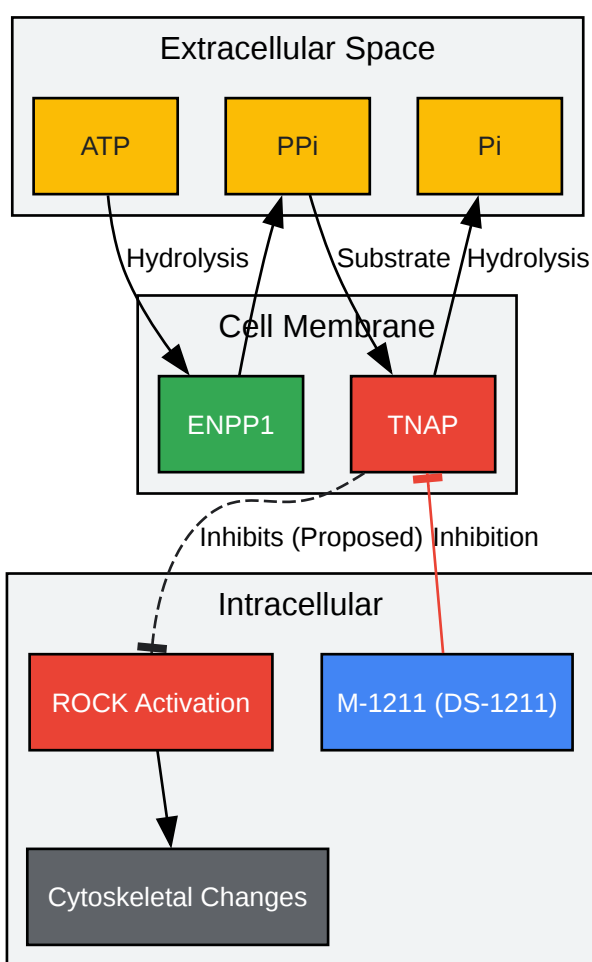 Extracellular Space
ATP
PPi
Pi
Hydrolysis
Substrate
Hydrolysis
Cell Membrane
ENPP1
TNAP
Inhibits (Proposed)
Inhibition
Intracellular
ROCK Activation
M-1211 (DS-1211)
Cytoskeletal Changes